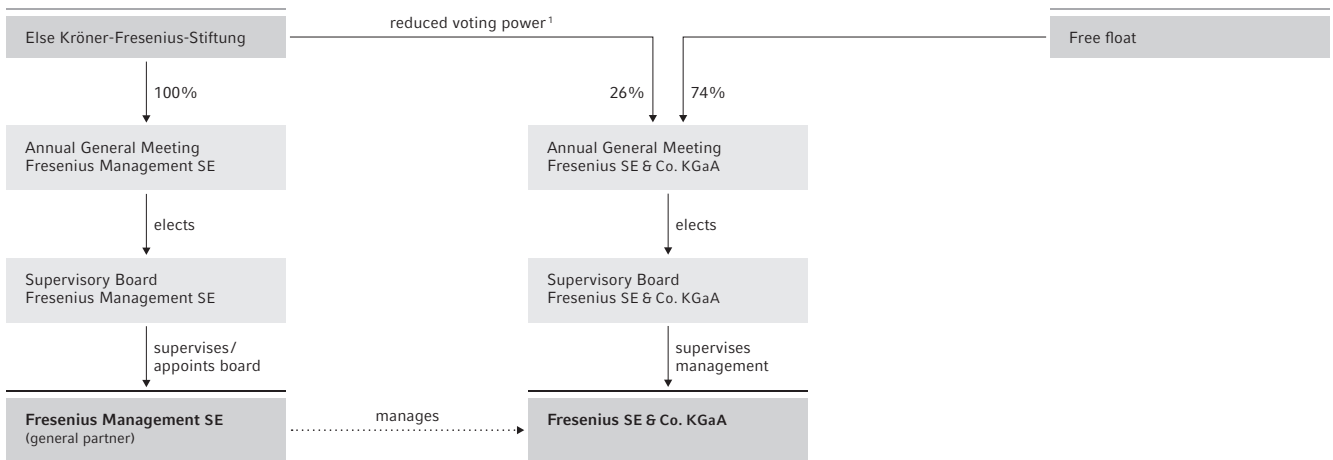 reduced voting power¹
Else Kröner-Fresenius-Stiftung
Free float
100%
26%
74%
Annual General Meeting
Fresenius Management SE
Annual General Meeting
Fresenius SE & Co. KGaA
elects
elects
Supervisory Board
Fresenius Management SE
Supervisory Board
Fresenius SE & Co. KGaA
supervises/
appoints board
supervises
management
Fresenius Management SE
(general partner)
manages
Fresenius SE & Co. KGaA